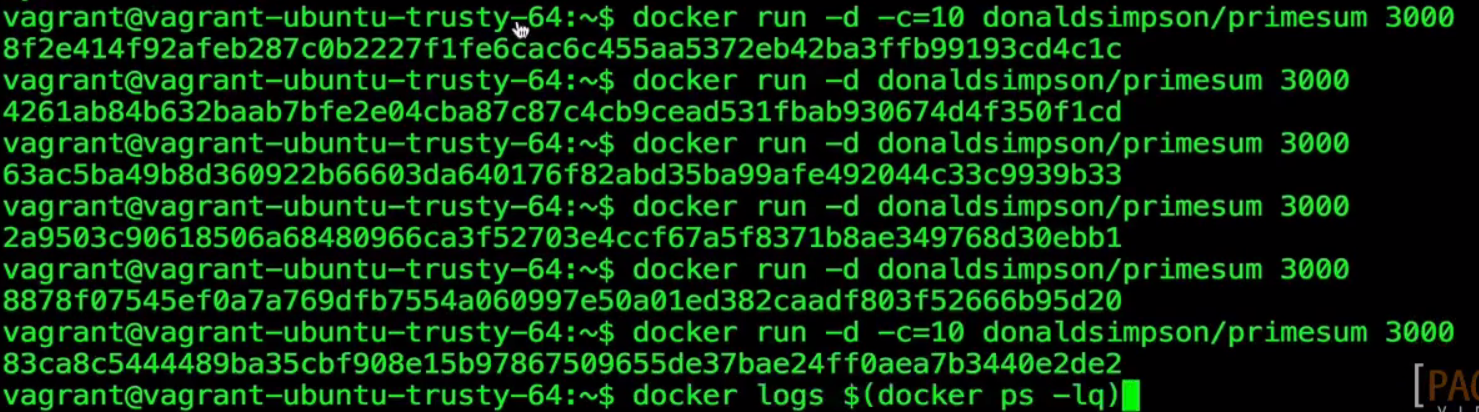 vagrant@vagrant-ubuntu-trusty-64:~$ docker run -d -c=10 donaldsimpson/primesum 3000
8f2e414f92afeb287c0b2227f1fe6cac6c455aa5372eb42ba3ffb99193cd4c1c
vagrant@vagrant-ubuntu-trusty-64:~$ docker run -d donaldsimpson/primesum 3000
4261ab84b632baab7bfe2e04cba87c87c4cb9cead531fbab930674d4f350f1cd
vagrant@vagrant-ubuntu-trusty-64:~$ docker run -d donaldsimpson/primesum 3000
63ac5ba49b8d360922b66603da640176f82abd35ba99afe492044c33c9939b33
vagrant@vagrant-ubuntu-trusty-64:~$ docker run -d donaldsimpson/primesum 3000
2a9503c90618506a68480966ca3f52703e4ccf67a5f8371b8ae349768d30ebb1
vagrant@vagrant-ubuntu-trusty-64:~$ docker run -d donaldsimpson/primesum 3000
8878f07545ef0a7a769dfb7554a060997e50a01ed382caadf803f52666b95d20
vagrant@vagrant-ubuntu-trusty-64:~$ docker run -d -c=10 donaldsimpson/primesum 3000
83ca8c5444489ba35cbf908e15b97867509655de37bae24ff0aea7b3440e2de2
vagrant@vagrant-ubuntu-trusty-64:~$ docker logs $(docker ps -lq)
[PAC